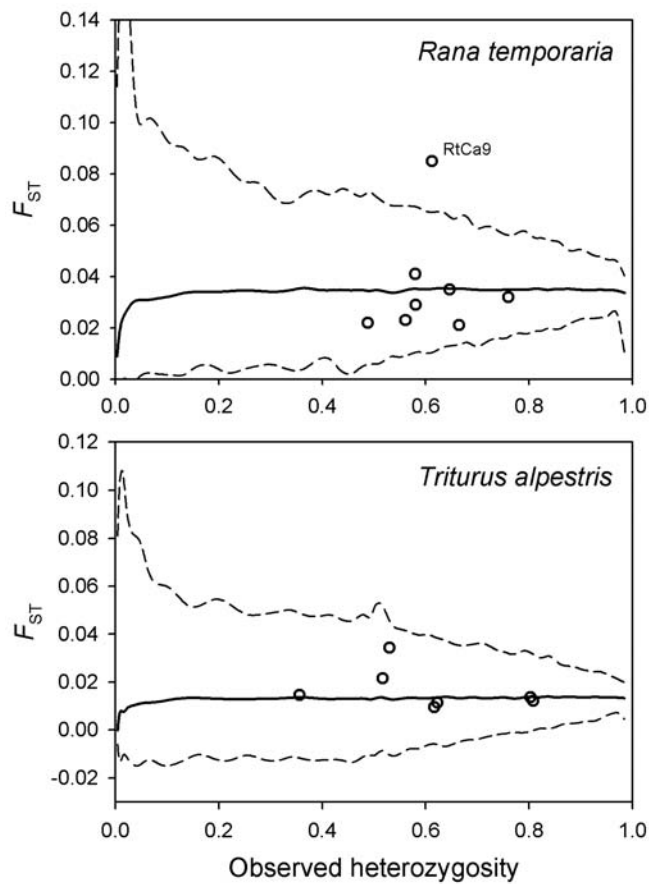 0.14
Rana temporaria
0.12
0.10
RtCa9
0.08
FST
0.06
0.04
0.02
0.00
0.0 0.2 0.4 0.6 0.8 1.0
0.12
Triturus alpestris
0.10
0.08
0.06
FST
0.04
0.02
0.00
-0.02
0.0 0.2 0.4 0.6 0.8 1.0
Observed heterozygosity